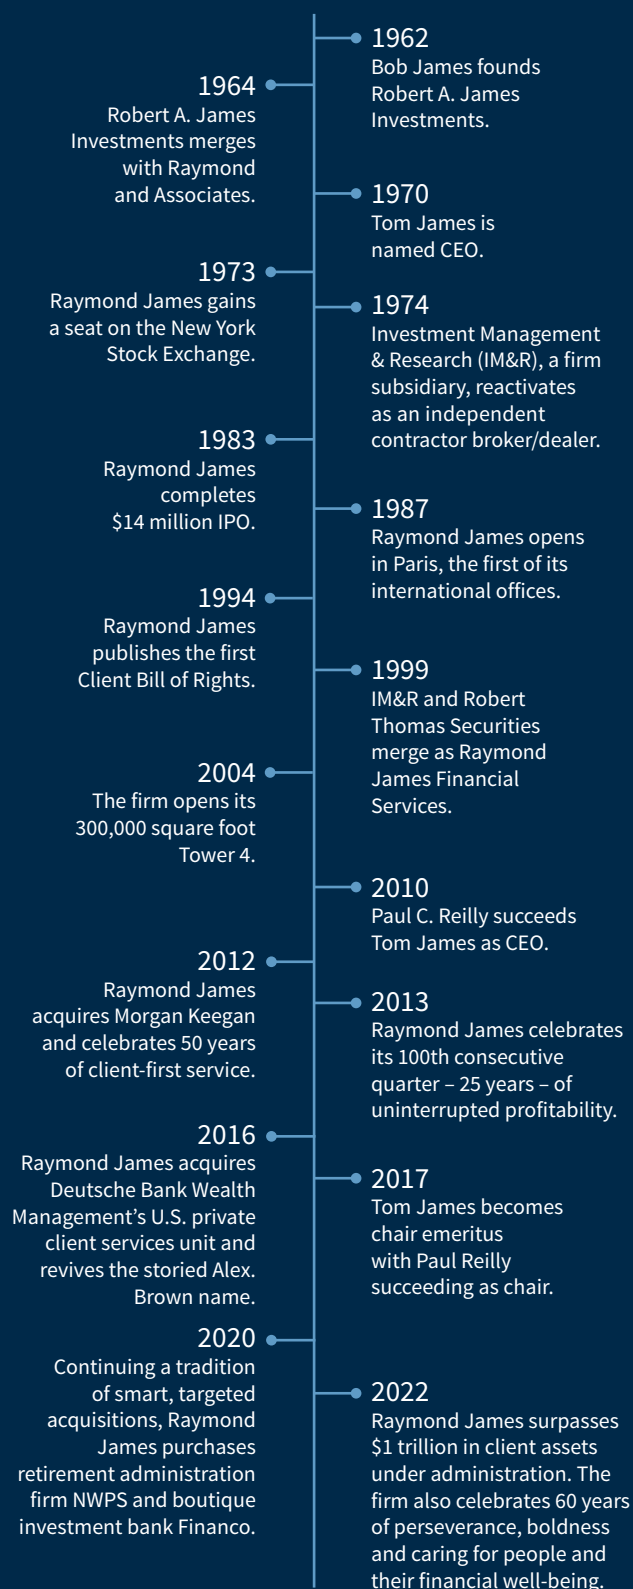 1962
Bob James founds
Robert A. James
Investments.
1964
Robert A. James
Investments merges
with Raymond
and Associates.
1970
Tom James is
named CEO.
1973
Raymond James gains
a seat on the New York
Stock Exchange.
1974
Investment Management
& Research (IM&R), a firm
subsidiary, reactivates
as an independent
contractor broker/dealer.
1983
Raymond James
completes
$14 million IPO.
1987
Raymond James opens
in Paris, the first of its
international offices.
1994
Raymond James
publishes the first
Client Bill of Rights.
1999
IM&R and Robert
Thomas Securities
merge as Raymond
James Financial
Services.
2004
The firm opens its
300,000 square foot
Tower 4.
2010
Paul C. Reilly succeeds
Tom James as CEO.
2012
Raymond James
acquires Morgan Keegan
and celebrates 50 years
of client-first service.
2013
Raymond James celebrates
its 100th consecutive
quarter – 25 years – of
uninterrupted profitability.
2016
Raymond James acquires
Deutsche Bank Wealth
Management’s U.S. private
client services unit and
revives the storied Alex.
Brown name.
2017
Tom James becomes
chair emeritus
with Paul Reilly
succeeding as chair.
2020
Continuing a tradition
of smart, targeted
acquisitions, Raymond
James purchases
retirement administration
firm NWPS and boutique
investment bank Financo.
2022
Raymond James surpasses
$1 trillion in client assets
under administration. The
firm also celebrates 60 years
of perseverance, boldness
and caring for people and
their financial well-being.